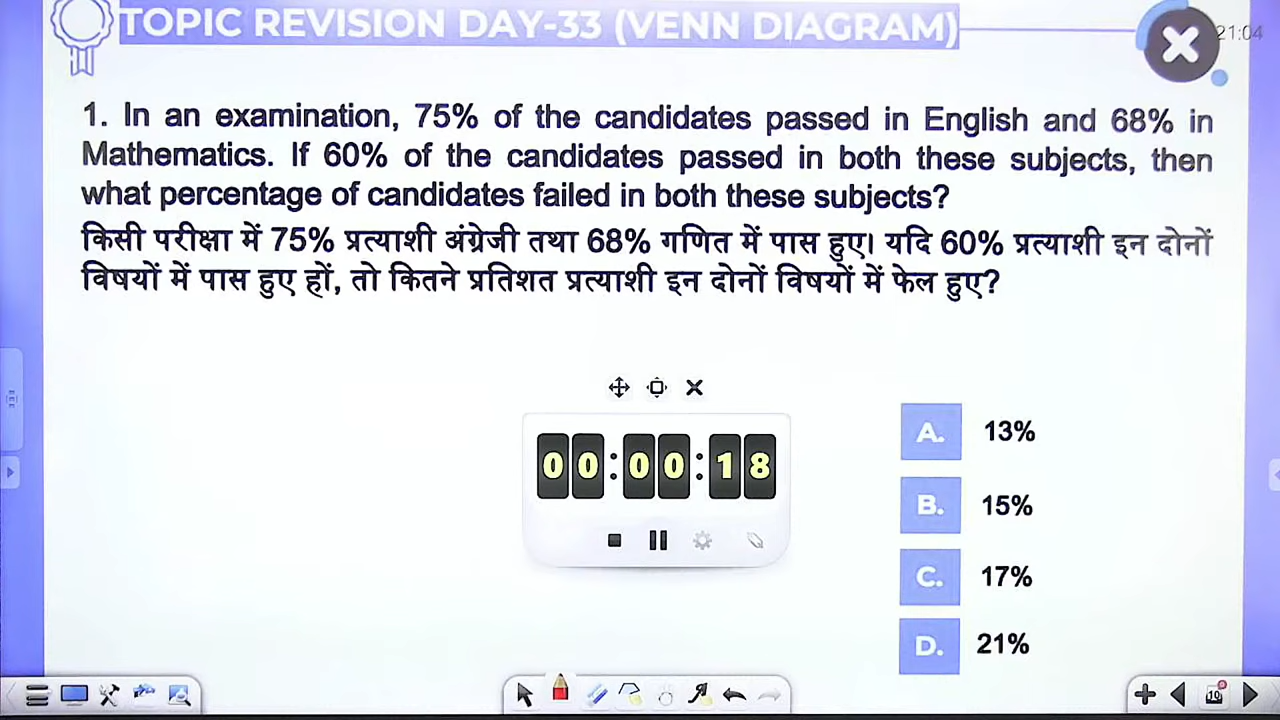 TOPIC REVISION DAY-33 (VENN DIAGRAM)
21:04
1. In an examination, 75% of the candidates passed in English and 68% in
Mathematics. If 60% of the candidates passed in both these subjects, then
what percentage of candidates failed in both these subjects?
किसी परीक्षा में 75% प्रत्याशी अंग्रेजी तथा 68% गणित में पास हुए। यदि 60% प्रत्याशी इन दोनों
विषयों में पास हुए हों, तो कितने प्रतिशत प्रत्याशी इन दोनों विषयों में फेल हुए?
00:00:18
A. 13%
B. 15%
C. 17%
D. 21%
10